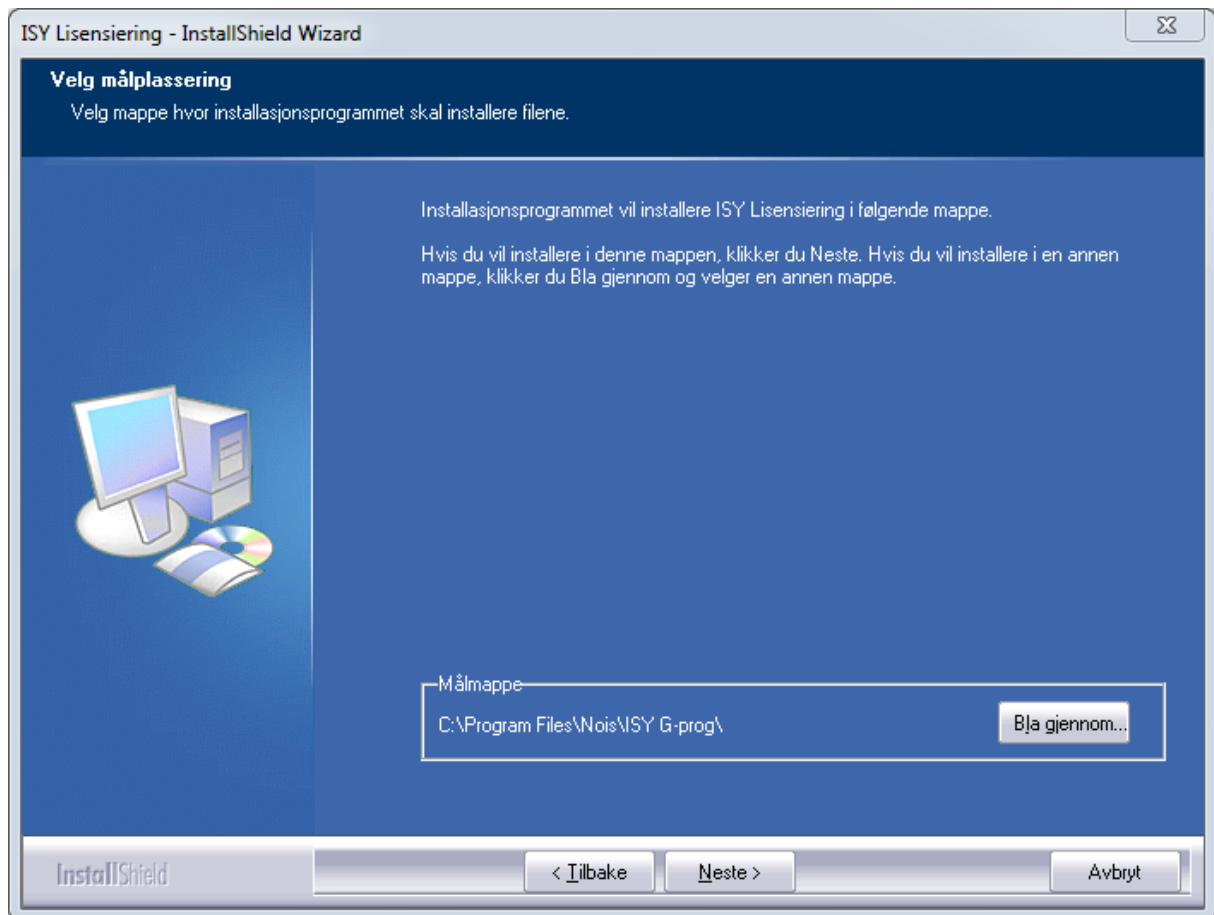 ISY Lisensiering - InstallShield Wizard
Velg målplassering
Velg mappe hvor installasjonsprogrammet skal installere filene.
Installasjonsprogrammet vil installere ISY Lisensiering i følgende mappe.
Hvis du vil installere i denne mappen, klikker du Neste. Hvis du vil installere i en annen
mappe, klikker du Bla gjennom og velger en annen mappe.
Målmappe
C:\Program Files\Nois\ISY G-prog\
Bla gjennom...
InstallShield
< Tilbake
Neste >
Avbryt